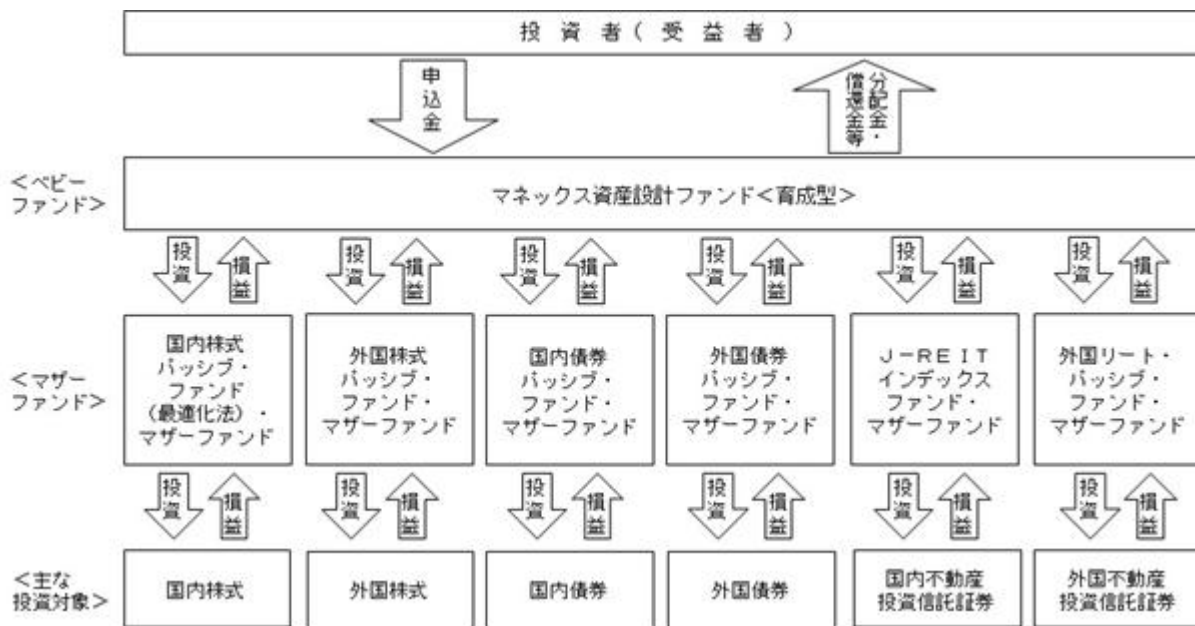 投資者(受益者)
申込金
分配金・
償還金等
<ベビー
ファンド>
マネックス資産設計ファンド<育成型>
投資
損益
投資
損益
投資
損益
投資
損益
投資
損益
投資
損益
<マザー
ファンド>
国内株式
パッシブ・
ファンド
(最適化法)・
マザーファンド
外国株式
パッシブ・
ファンド・
マザーファンド
国内債券
パッシブ・
ファンド・
マザーファンド
外国債券
パッシブ・
ファンド・
マザーファンド
J-REIT
インデックス
ファンド・
マザーファンド
外国リート・
パッシブ・
ファンド・
マザーファンド
投資
損益
投資
損益
投資
損益
投資
損益
投資
損益
投資
損益
<主な
投資対象>
国内株式
外国株式
国内債券
外国債券
国内不動産
投資信託証券
外国不動産
投資信託証券